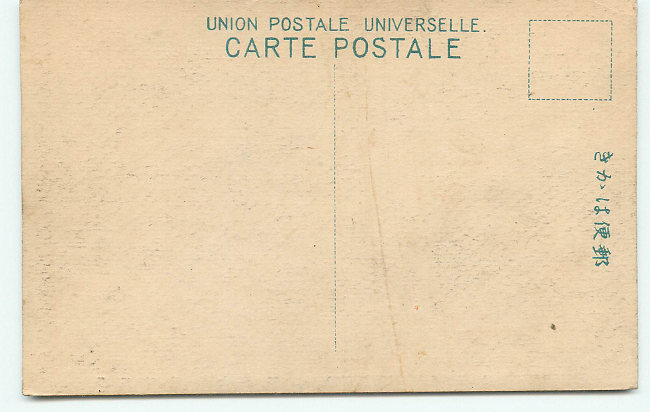 UNION POSTALE UNIVERSELLE.
CARTE POSTALE
郵便はかき